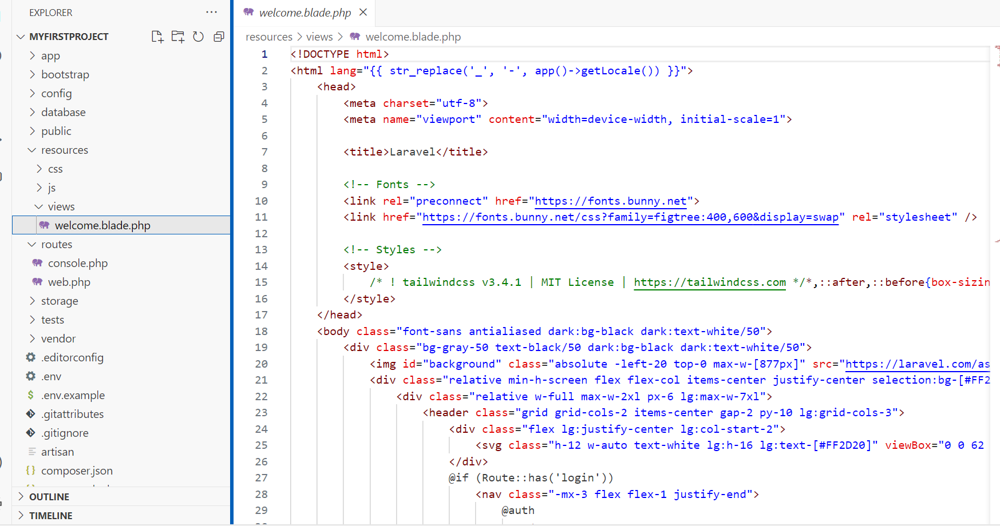 EXPLORER
MYFIRSTPROJECT
app
bootstrap
config
database
public
resources
css
js
views
welcome.blade.php
routes
console.php
web.php
storage
tests
vendor
.editorconfig
.env
.env.example
.gitattributes
.gitignore
artisan
composer.json
OUTLINE
TIMELINE
welcome.blade.php
resources > views > welcome.blade.php
1 <!DOCTYPE html>
2 <html lang="{{ str_replace('_', '-', app()->getLocale()) }}">
3 <head>
4 <meta charset="utf-8">
5 <meta name="viewport" content="width=device-width, initial-scale=1">
6
7 <title>Laravel</title>
8
9 <!-- Fonts -->
10 <link rel="preconnect" href="https://fonts.bunny.net">
11 <link href="https://fonts.bunny.net/css?family=figtree:400,600&display=swap" rel="stylesheet" />
12
13 <!-- Styles -->
14 <style>
15 /* ! tailwindcss v3.4.1 | MIT License | https://tailwindcss.com */*,::after,::before{box-sizin
16 </style>
17 </head>
18 <body class="font-sans antialiased dark:bg-black dark:text-white/50">
19 <div class="bg-gray-50 text-black/50 dark:bg-black dark:text-white/50">
20 <img id="background" class="absolute -left-20 top-0 max-w-[877px]" src="https://laravel.com/as
21 <div class="relative min-h-screen flex flex-col items-center justify-center selection:bg-[#FF2
22 <div class="relative w-full max-w-2xl px-6 lg:max-w-7xl">
23 <header class="grid grid-cols-2 items-center gap-2 py-10 lg:grid-cols-3">
24 <div class="flex lg:justify-center lg:col-start-2">
25 <svg class="h-12 w-auto text-white lg:h-16 lg:text-[#FF2D20]" viewBox="0 0 62
26 </div>
27 @if (Route::has('login'))
28 <nav class="-mx-3 flex flex-1 justify-end">
29 @auth